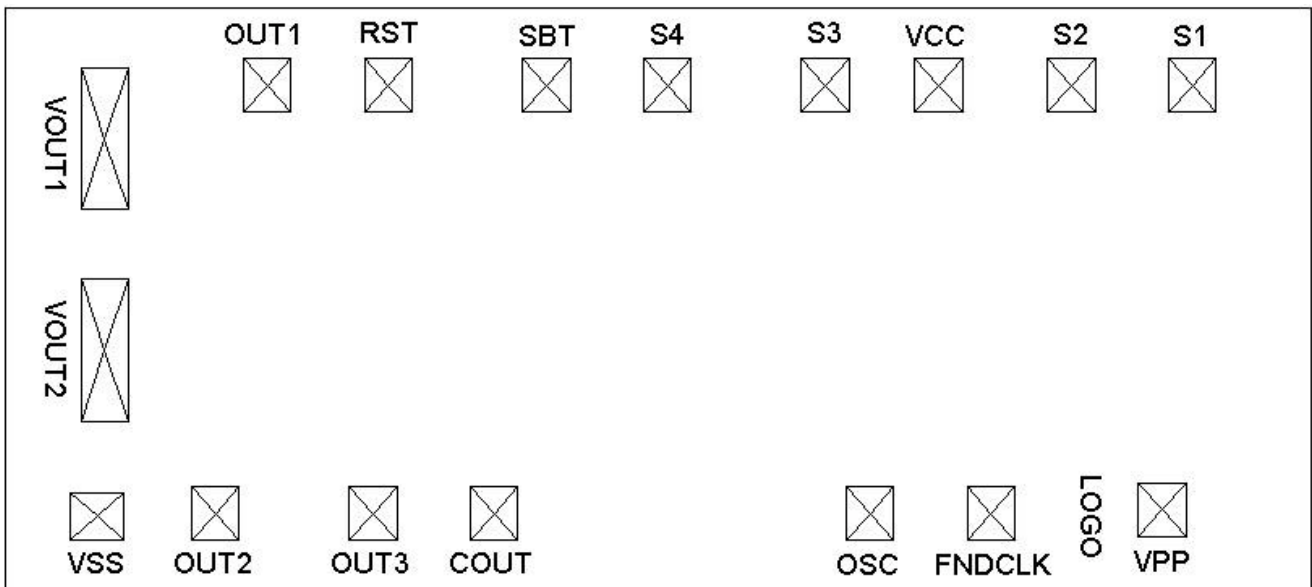 OUT1 RST SBT S4 S3 VCC S2 S1
VOUT1
VOUT2
VSS OUT2 OUT3 COUT OSC FNDCLK LOGO VPP